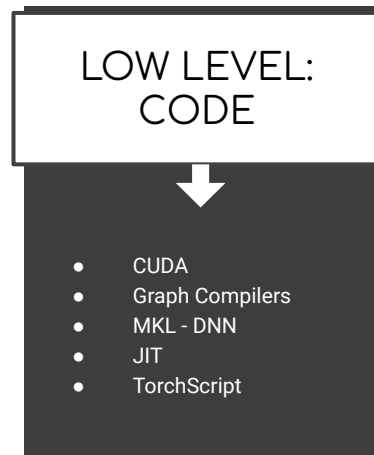 LOW LEVEL:
CODE
● CUDA
● Graph Compilers
● MKL - DNN
● JIT
● TorchScript